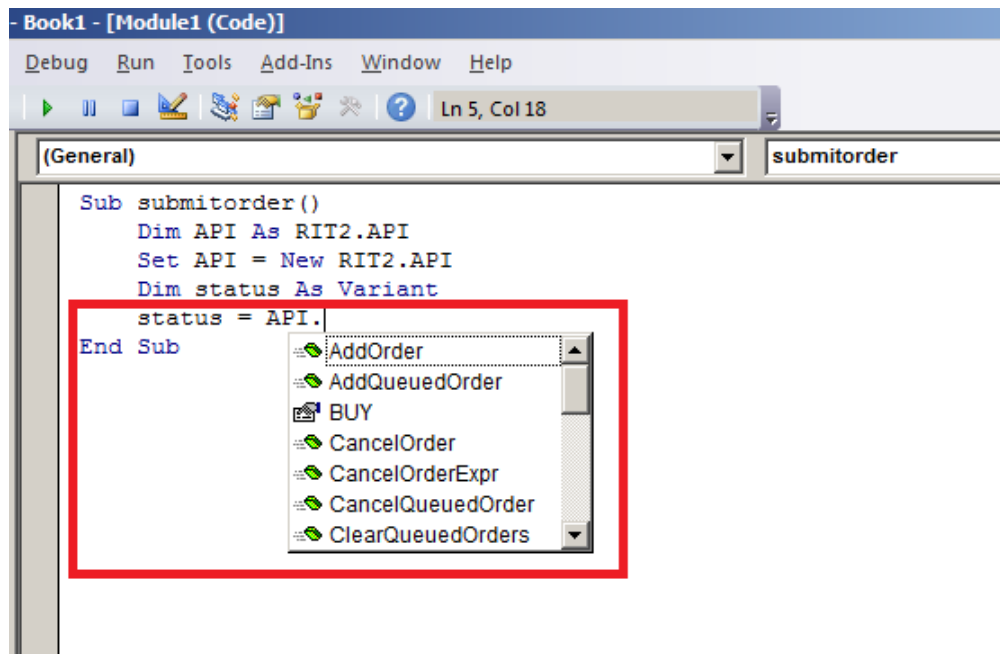 - Book1 - [Module1 (Code)]
Debug Run Tools Add-Ins Window Help
Ln 5, Col 18
(General) submitorder
Sub submitorder()
Dim API As RIT2.API
Set API = New RIT2.API
Dim status As Variant
status = API.
End Sub
AddOrder
AddQueuedOrder
BUY
CancelOrder
CancelOrderExpr
CancelQueuedOrder
ClearQueuedOrders